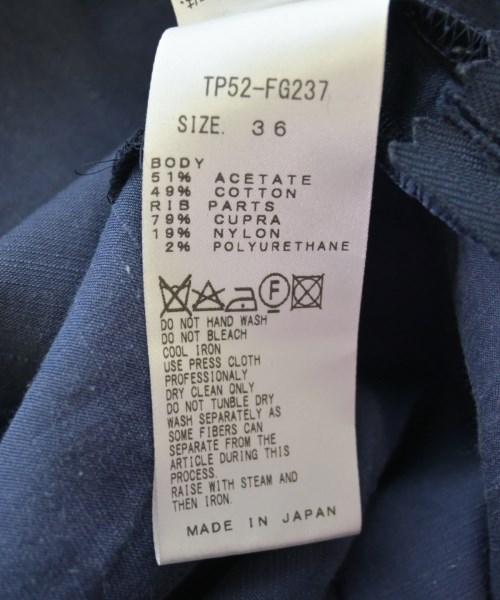 TP52-FG237
SIZE. 36
BODY
51% ACETATE
49% COTTON
RIB PARTS
79% CUPRA
19% NYLON
2% POLYURETHANE
F
DO NOT HAND WASH
DO NOT BLEACH
COOL IRON
USE PRESS CLOTH
PROFESSIONALY
DRY CLEAN ONLY
DO NOT TUNBLE DRY
WASH SEPARATELY AS
SOME FIBERS CAN
SEPARATE FROM THE
ARTICLE DURING THIS
PROCESS.
RAISE WITH STEAM AND
THEN IRON.
MADE IN JAPAN